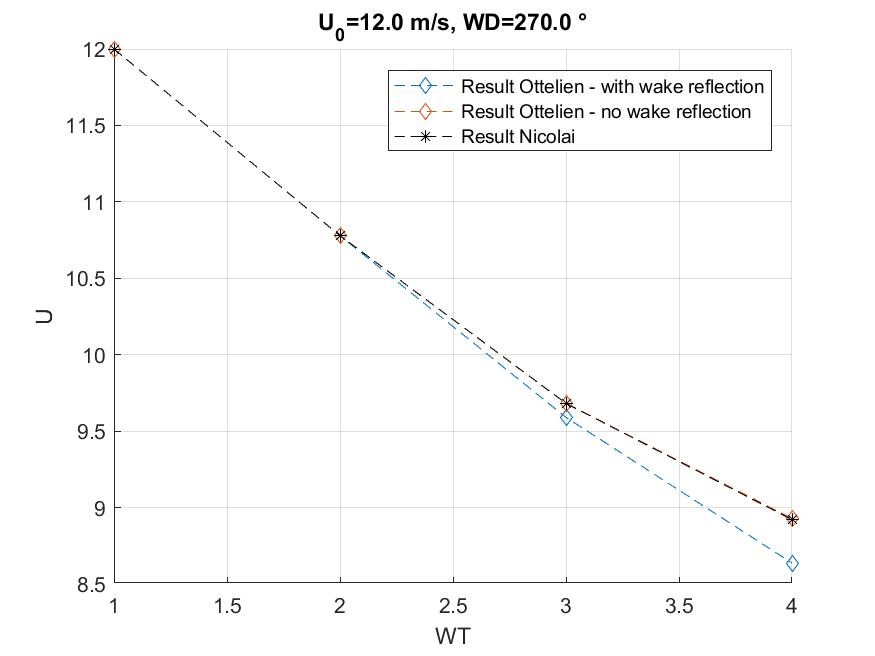 U0=12.0 m/s, WD=270.0 °
12
11.5
11
10.5
10
9.5
9
8.5
U
Result Ottelien - with wake reflection
Result Ottelien - no wake reflection
Result Nicolai
1 1.5 2 2.5 3 3.5 4
WT